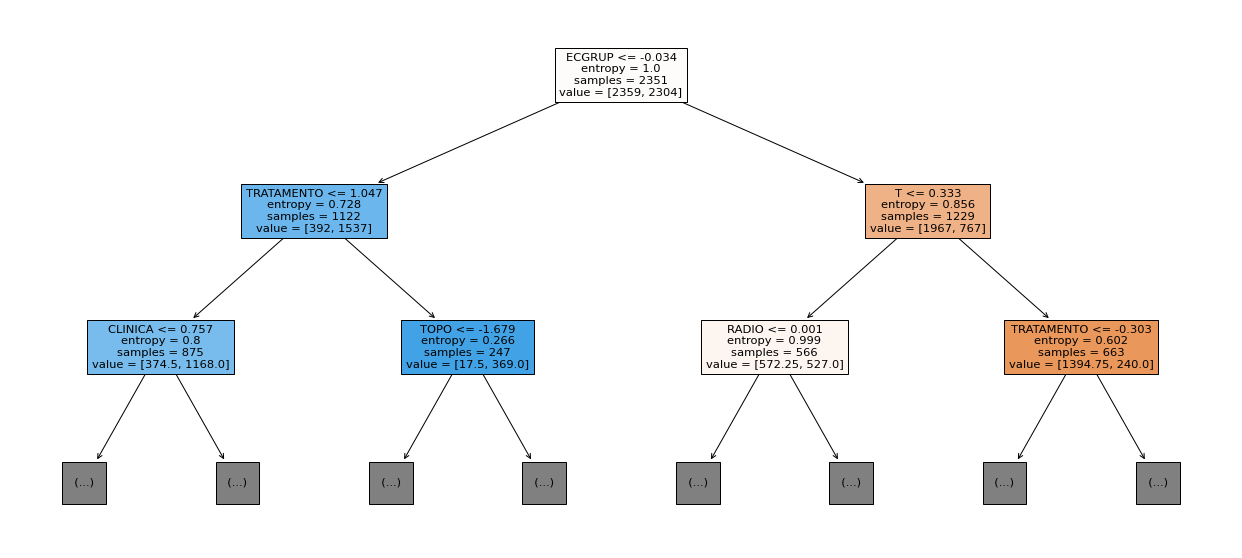 ECGRUP <= -0.034
entropy = 1.0
samples = 2351
value = [2359, 2304]
TRATAMENTO <= 1.047
entropy = 0.728
samples = 1122
value = [392, 1537]
T <= 0.333
entropy = 0.856
samples = 1229
value = [1967, 767]
CLINICA <= 0.757
entropy = 0.8
samples = 875
value = [374.5, 1168.0]
TOPO <= -1.679
entropy = 0.266
samples = 247
value = [17.5, 369.0]
RADIO <= 0.001
entropy = 0.999
samples = 566
value = [572.25, 527.0]
TRATAMENTO <= -0.303
entropy = 0.602
samples = 663
value = [1394.75, 240.0]
(...)
(...)
(...)
(...)
(...)
(...)
(...)
(...)